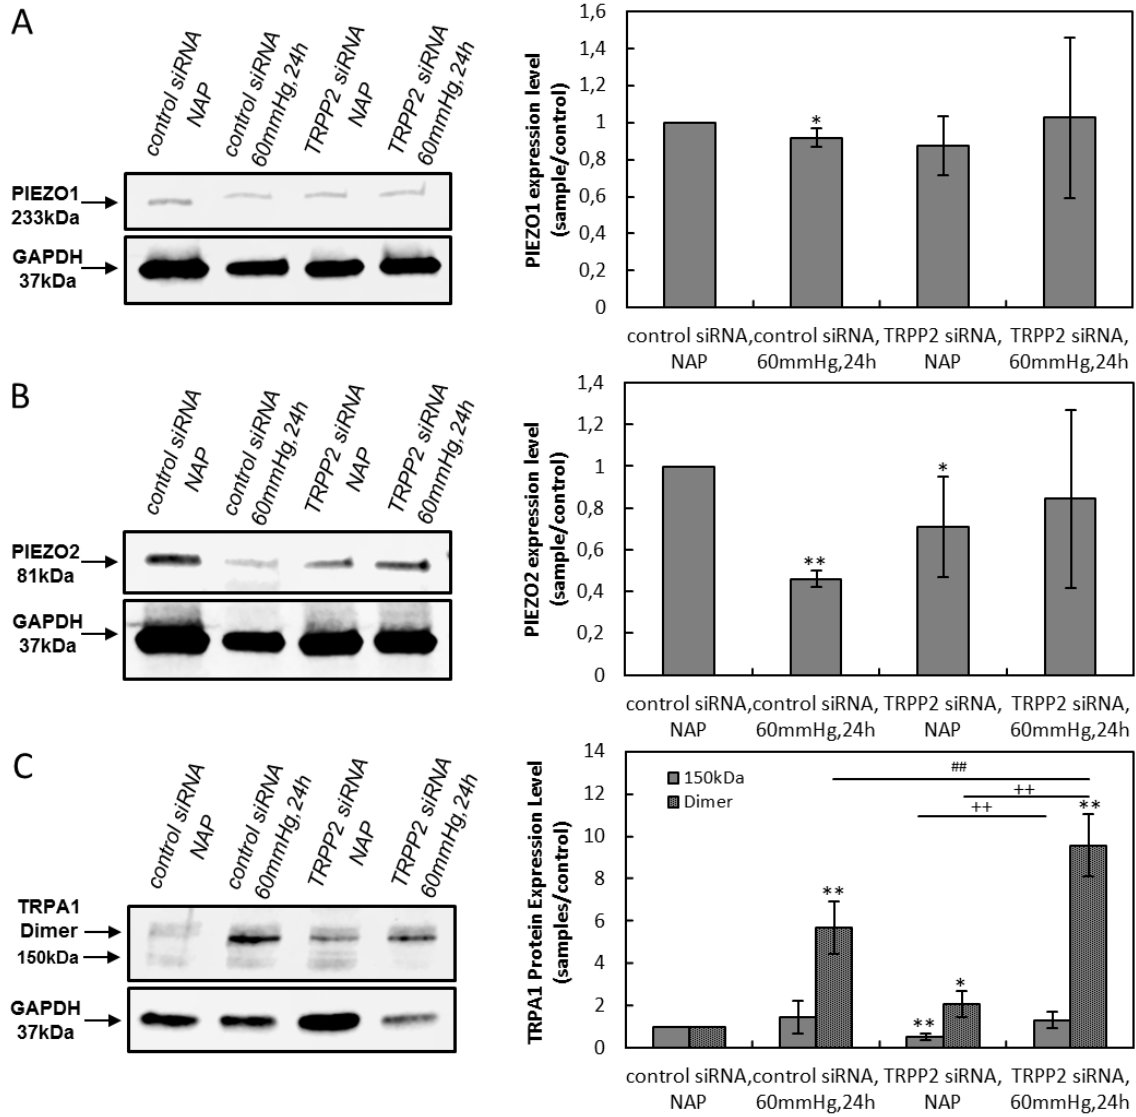 A
control siRNA
NAP
control siRNA
60mmHg,24h
TRPP2 siRNA
NAP
TRPP2 siRNA
60mmHg,24h
PIEZO1
233kDa
GAPDH
37kDa
PIEZO1 expression level
(sample/control)
1,6
1,4
1,2
1
0,8
0,6
0,4
0,2
0
*
control siRNA,
NAP
control siRNA,
60mmHg,24h
TRPP2 siRNA,
NAP
TRPP2 siRNA,
60mmHg,24h
B
control siRNA
NAP
control siRNA
60mmHg,24h
TRPP2 siRNA
NAP
TRPP2 siRNA
60mmHg,24h
PIEZO2
81kDa
GAPDH
37kDa
PIEZO2 expression level
(sample/control)
1,4
1,2
1
0,8
0,6
0,4
0,2
0
**
*
control siRNA,
NAP
control siRNA,
60mmHg,24h
TRPP2 siRNA,
NAP
TRPP2 siRNA,
60mmHg,24h
C
control siRNA
NAP
control siRNA
60mmHg,24h
TRPP2 siRNA
NAP
TRPP2 siRNA
60mmHg,24h
TRPA1
Dimer
150kDa
GAPDH
37kDa
TRPA1 Protein Expression Level
(samples/control)
14
12
10
8
6
4
2
0
150kDa
Dimer
##
++
++
**
**
**
*
control siRNA,
NAP
control siRNA,
60mmHg,24h
TRPP2 siRNA,
NAP
TRPP2 siRNA,
60mmHg,24h